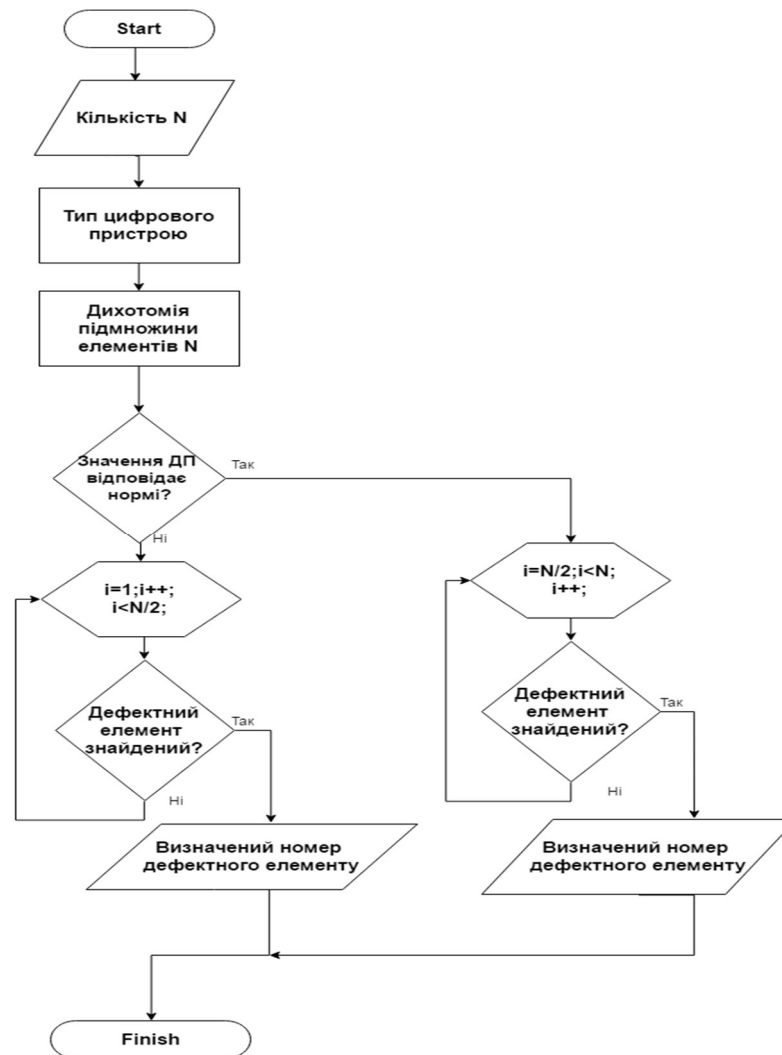 Start
Кількість N
Тип цифрового
пристрою
Дихотомія
підмножини
елементів N
Значення ДП
відповідає
нормі?
Так
Ні
i=1;i++;
i<N/2;
i=N/2;i<N;
i++;
Дефектний
елемент
знайдений?
Так
Ні
Дефектний
елемент
знайдений?
Так
Ні
Визначений номер
дефектного елементу
Визначений номер
дефектного елементу
Finish